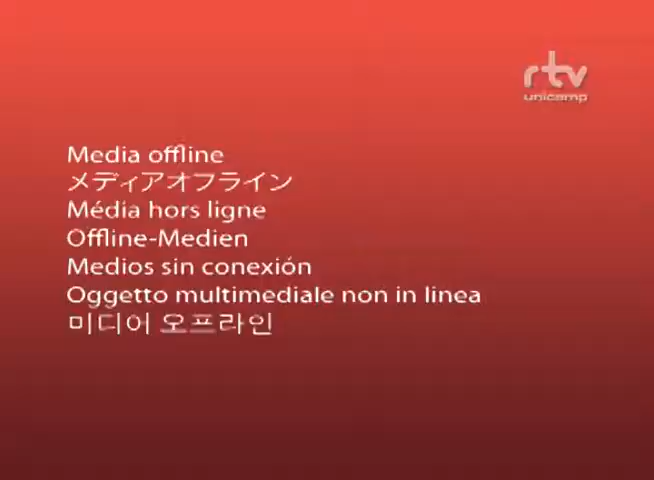 rtv
unicamp
Media offline
メディアオフライン
Média hors ligne
Offline-Medien
Medios sin conexión
Oggetto multimediale non in linea
미디어 오프라인